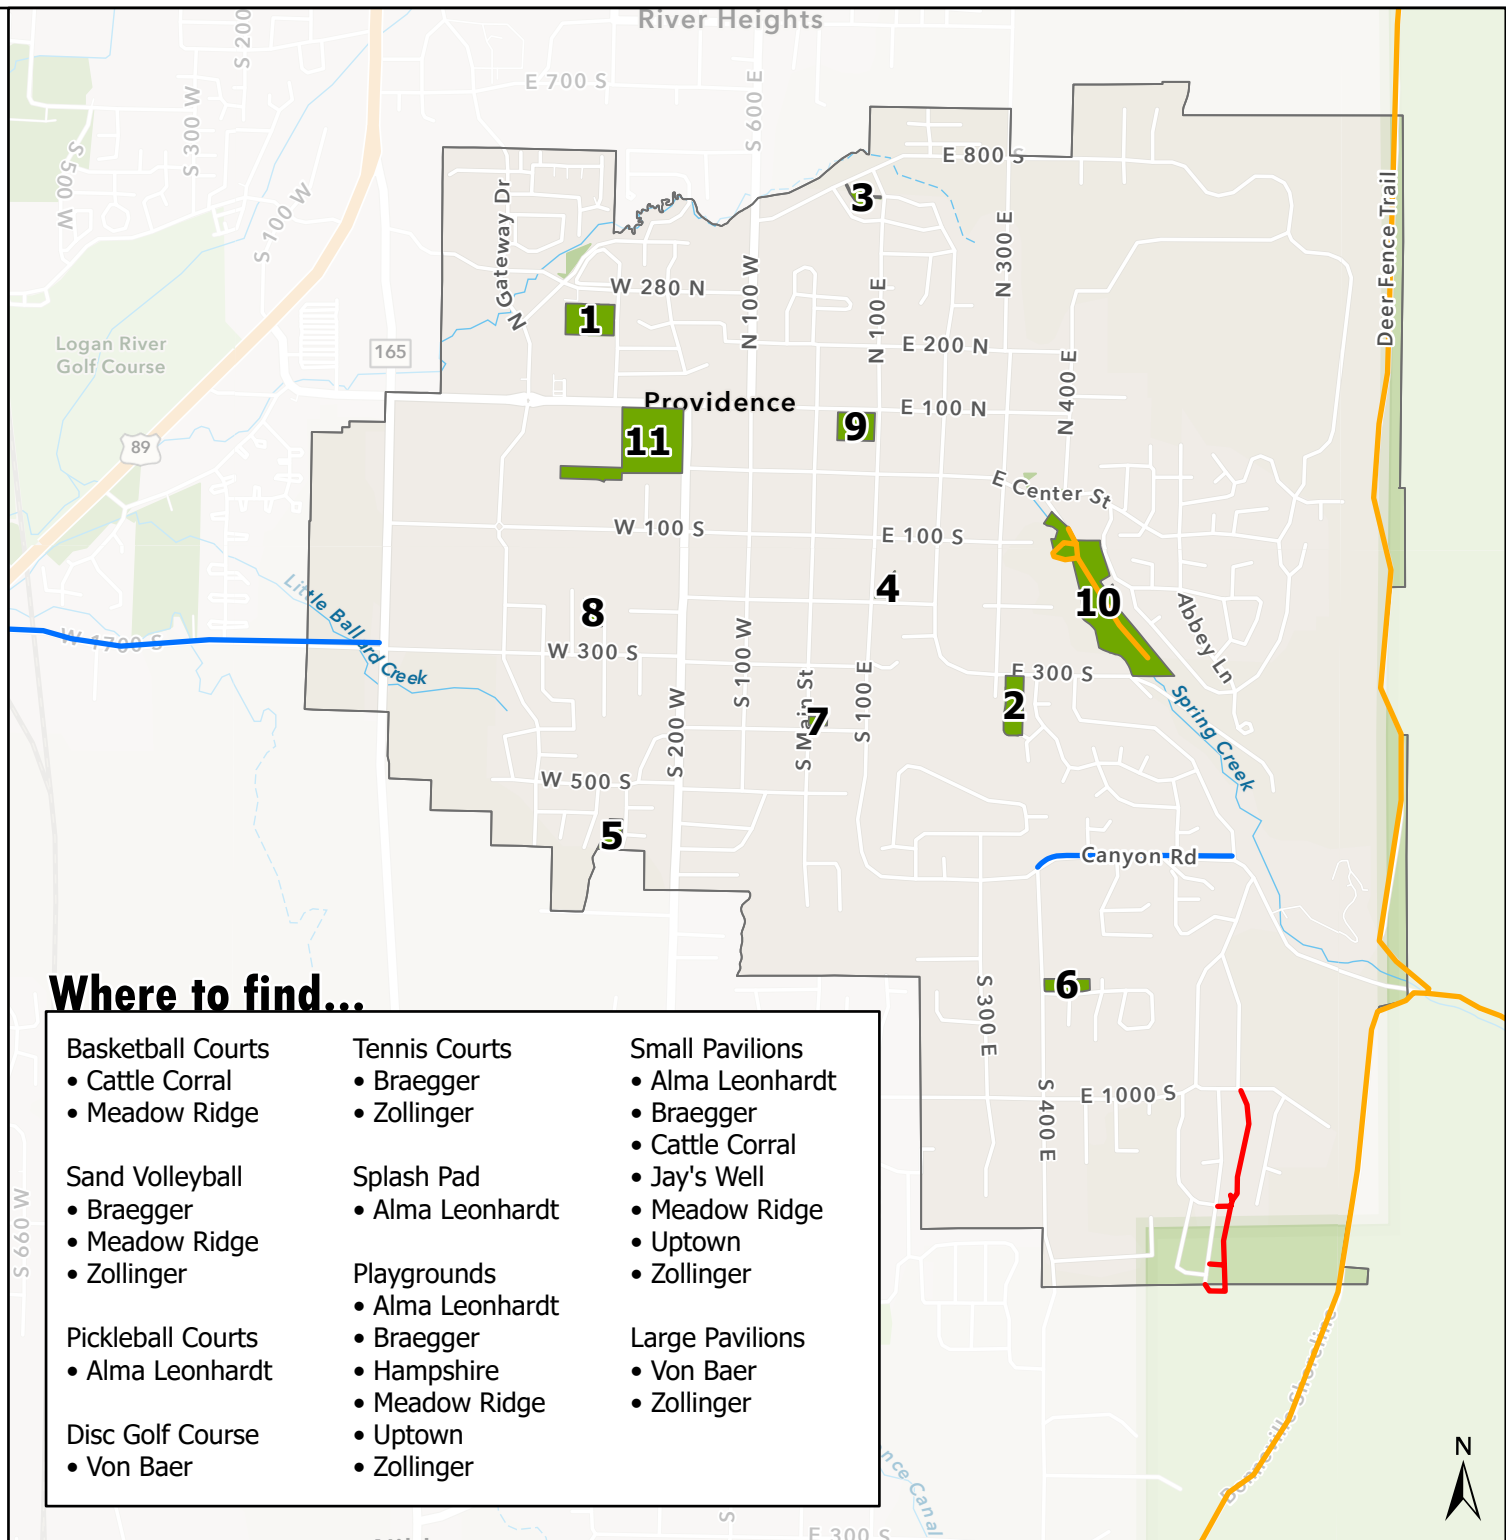 River Heights
S 200
E 700 S
S 600 E
S 300 W
S 500 W
S 100 W
E 800 S
3
N Gateway Dr
N 300 E
Deer Fence Trail
W 280 N
N 100 W
N 100 E
1
Logan River
Golf Course
165
E 200 N
N 400 E
Providence
E 100 N
9
11
89
E Center St
W 100 S
E 100 S
Little Ballard Creek
8
4
10
Abbey Ln
W 1700 S
W 300 S
S 100 W
E 300 S
S 200 W
S Main St
S 100 E
7
2
Spring Creek
W 500 S
5
Canyon Rd
6
S 300 E
S 400 E
E 1000 S
S 660 W
Bonneville Shoreline
Where to find...
Basketball Courts
• Cattle Corral
• Meadow Ridge
Sand Volleyball
• Braegger
• Meadow Ridge
• Zollinger
Pickleball Courts
• Alma Leonhardt
Disc Golf Course
• Von Baer
Tennis Courts
• Braegger
• Zollinger
Splash Pad
• Alma Leonhardt
Playgrounds
• Alma Leonhardt
• Braegger
• Hampshire
• Meadow Ridge
• Uptown
• Zollinger
Small Pavilions
• Alma Leonhardt
• Braegger
• Cattle Corral
• Jay's Well
• Meadow Ridge
• Uptown
• Zollinger
Large Pavilions
• Von Baer
• Zollinger
nce Canal
E 300 S
S
N